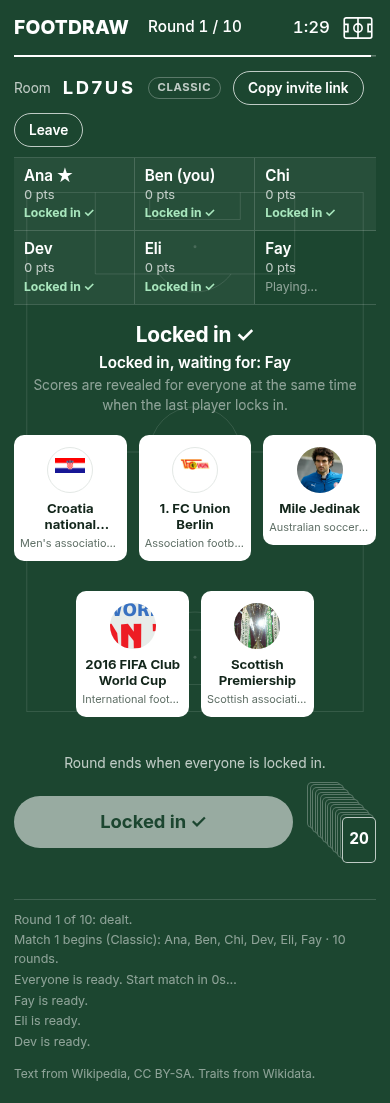 FOOTDRAW Round 1 / 10 1:29
Room LD7US CLASSIC Copy invite link
Leave
Ana ★ Ben (you) Chi
0 pts 0 pts 0 pts
Locked in ✓ Locked in ✓ Locked in ✓
Dev Eli Fay
0 pts 0 pts 0 pts
Locked in ✓ Locked in ✓ Playing...
Locked in ✓
Locked in, waiting for: Fay
Scores are revealed for everyone at the same time
when the last player locks in.
Croatia 1. FC Union Mile Jedinak
national... Berlin Australian soccer...
Men's associatio... Association footb...
2016 FIFA Club Scottish
World Cup Premiership
International foot... Scottish associati...
Round ends when everyone is locked in.
Locked in ✓ 20
Round 1 of 10: dealt.
Match 1 begins (Classic): Ana, Ben, Chi, Dev, Eli, Fay · 10
rounds.
Everyone is ready. Start match in 0s...
Fay is ready.
Eli is ready.
Dev is ready.
Text from Wikipedia, CC BY-SA. Traits from Wikidata.